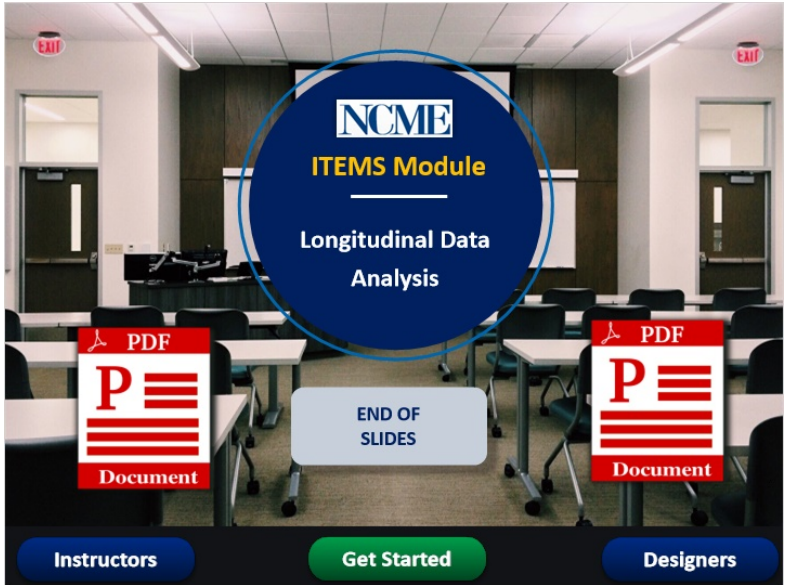 EXIT
EXIT
NCME
ITEMS Module
Longitudinal Data
Analysis
PDF
P
Document
END OF
SLIDES
PDF
P
Document
Instructors
Get Started
Designers